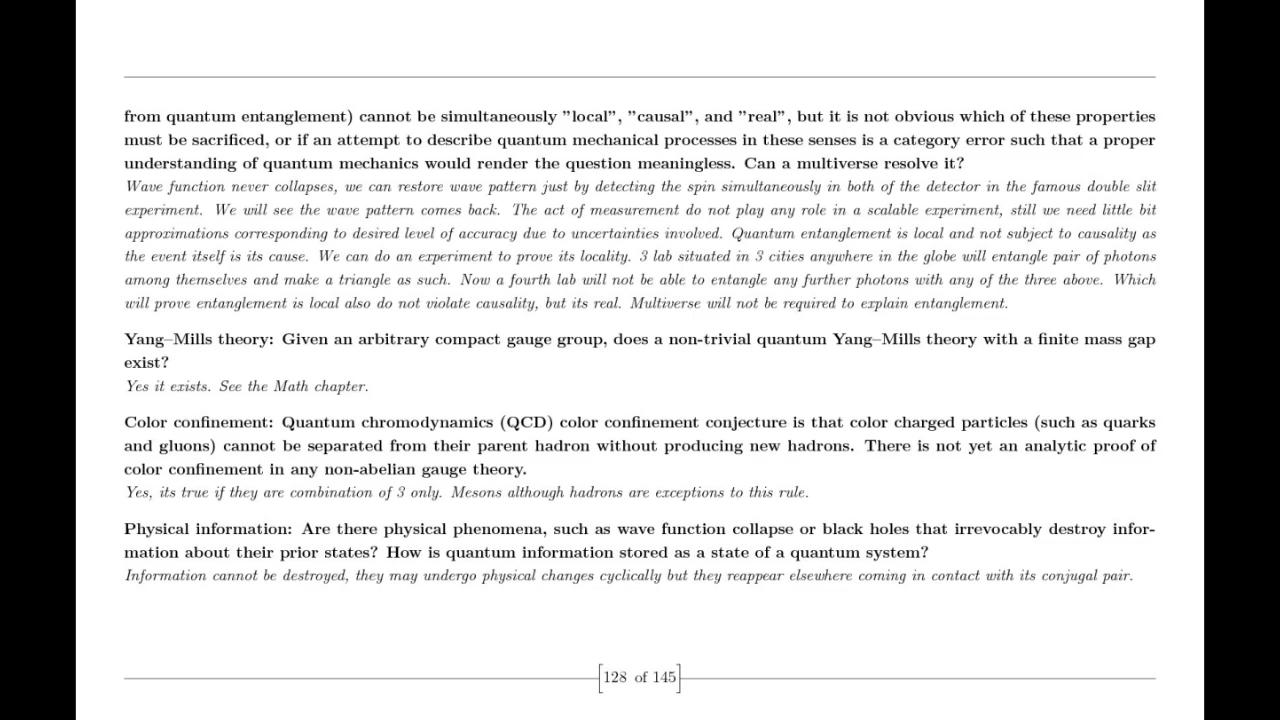 from quantum entanglement) cannot be simultaneously ”local”, ”causal”, and ”real”, but it is not obvious which of these properties
must be sacrificed, or if an attempt to describe quantum mechanical processes in these senses is a category error such that a proper
understanding of quantum mechanics would render the question meaningless. Can a multiverse resolve it?
Wave function never collapses, we can restore wave pattern just by detecting the spin simultaneously in both of the detector in the famous double slit
experiment. We will see the wave pattern comes back. The act of measurement do not play any role in a scalable experiment, still we need little bit
approximations corresponding to desired level of accuracy due to uncertainties involved. Quantum entanglement is local and not subject to causality as
the event itself is its cause. We can do an experiment to prove its locality. 3 lab situated in 3 cities anywhere in the globe will entangle pair of photons
among themselves and make a triangle as such. Now a fourth lab will not be able to entangle any further photons with any of the three above. Which
will prove entanglement is local also do not violate causality, but its real. Multiverse will not be required to explain entanglement.
Yang–Mills theory: Given an arbitrary compact gauge group, does a non-trivial quantum Yang–Mills theory with a finite mass gap
exist?
Yes it exists. See the Math chapter.
Color confinement: Quantum chromodynamics (QCD) color confinement conjecture is that color charged particles (such as quarks
and gluons) cannot be separated from their parent hadron without producing new hadrons. There is not yet an analytic proof of
color confinement in any non-abelian gauge theory.
Yes, its true if they are combination of 3 only. Mesons although hadrons are exceptions to this rule.
Physical information: Are there physical phenomena, such as wave function collapse or black holes that irrevocably destroy infor-
mation about their prior states? How is quantum information stored as a state of a quantum system?
Information cannot be destroyed, they may undergo physical changes cyclically but they reappear elsewhere coming in contact with its conjugal pair.
[128 of 145]